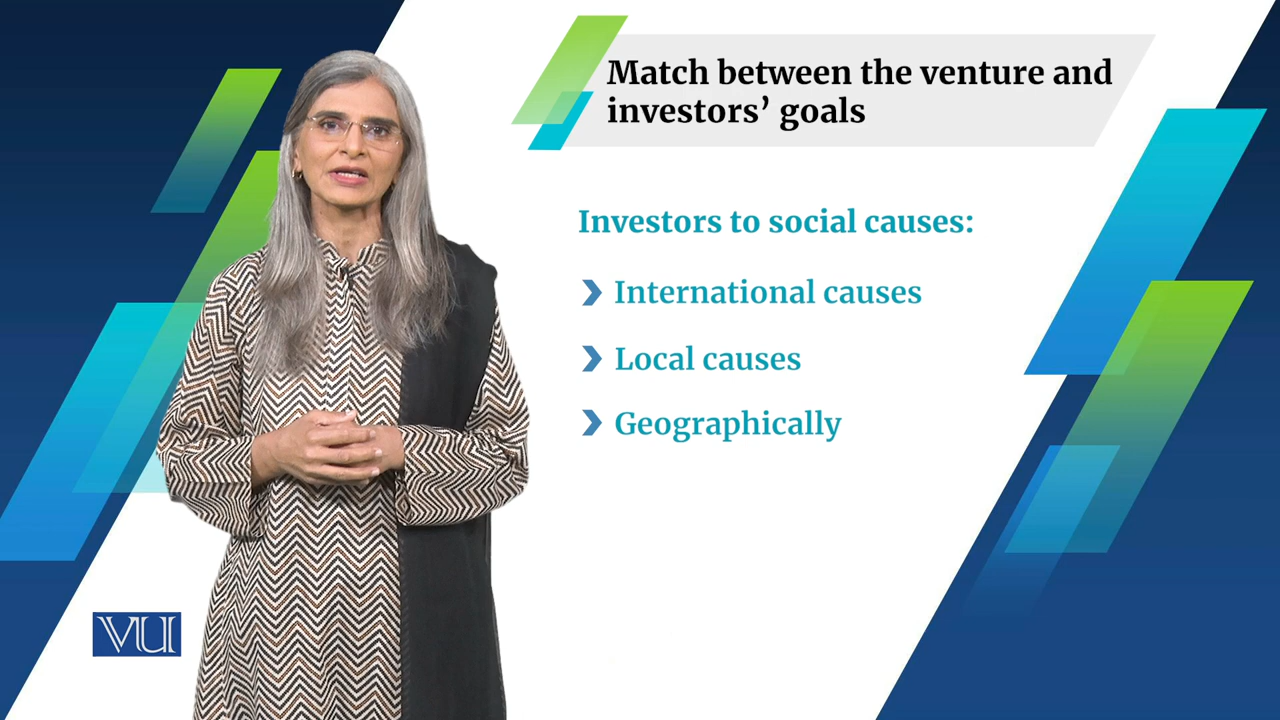 Match between the venture and
investors’ goals
Investors to social causes:
International causes
Local causes
Geographically
VU